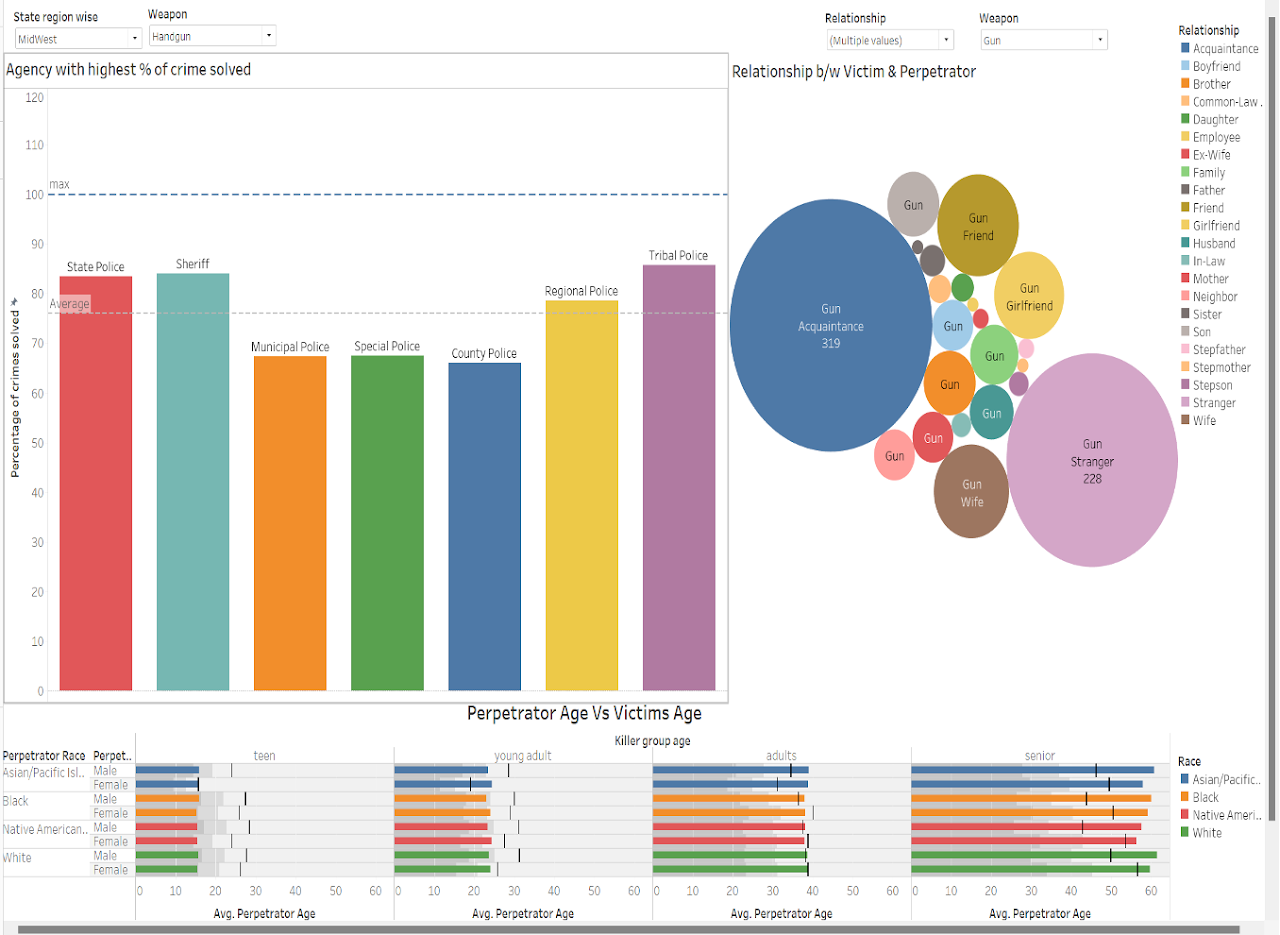 State region wise
Weapon
MidWest
Handgun
Relationship
Weapon
(Multiple values)
Gun
Agency with highest % of crime solved
Percentage of crimes solved
120
110
100
90
80
70
60
50
40
30
20
10
0
max
Average
State Police
Sheriff
Municipal Police
Special Police
County Police
Regional Police
Tribal Police
Relationship b/w Victim & Perpetrator
Gun
Gun
Friend
Gun
Girlfriend
Gun
Acquaintance
319
Gun
Gun
Gun
Gun
Gun
Gun
Gun
Wife
Gun
Stranger
228
Relationship
Acquaintance
Boyfriend
Brother
Common-Law .
Daughter
Employee
Ex-Wife
Family
Father
Friend
Girlfriend
Husband
In-Law
Mother
Neighbor
Sister
Son
Stepfather
Stepmother
Stepson
Stranger
Wife
Perpetrator Age Vs Victims Age
Killer group age
Perpetrator Race
Perpet..
teen
young adult
adults
senior
Asian/Pacific Isl..
Male
Female
Black
Male
Female
Native American..
Male
Female
White
Male
Female
0 10 20 30 40 50 60
0 10 20 30 40 50 60
0 10 20 30 40 50 60
0 10 20 30 40 50 60
Avg. Perpetrator Age
Avg. Perpetrator Age
Avg. Perpetrator Age
Avg. Perpetrator Age
Race
Asian/Pacific..
Black
Native Ameri..
White